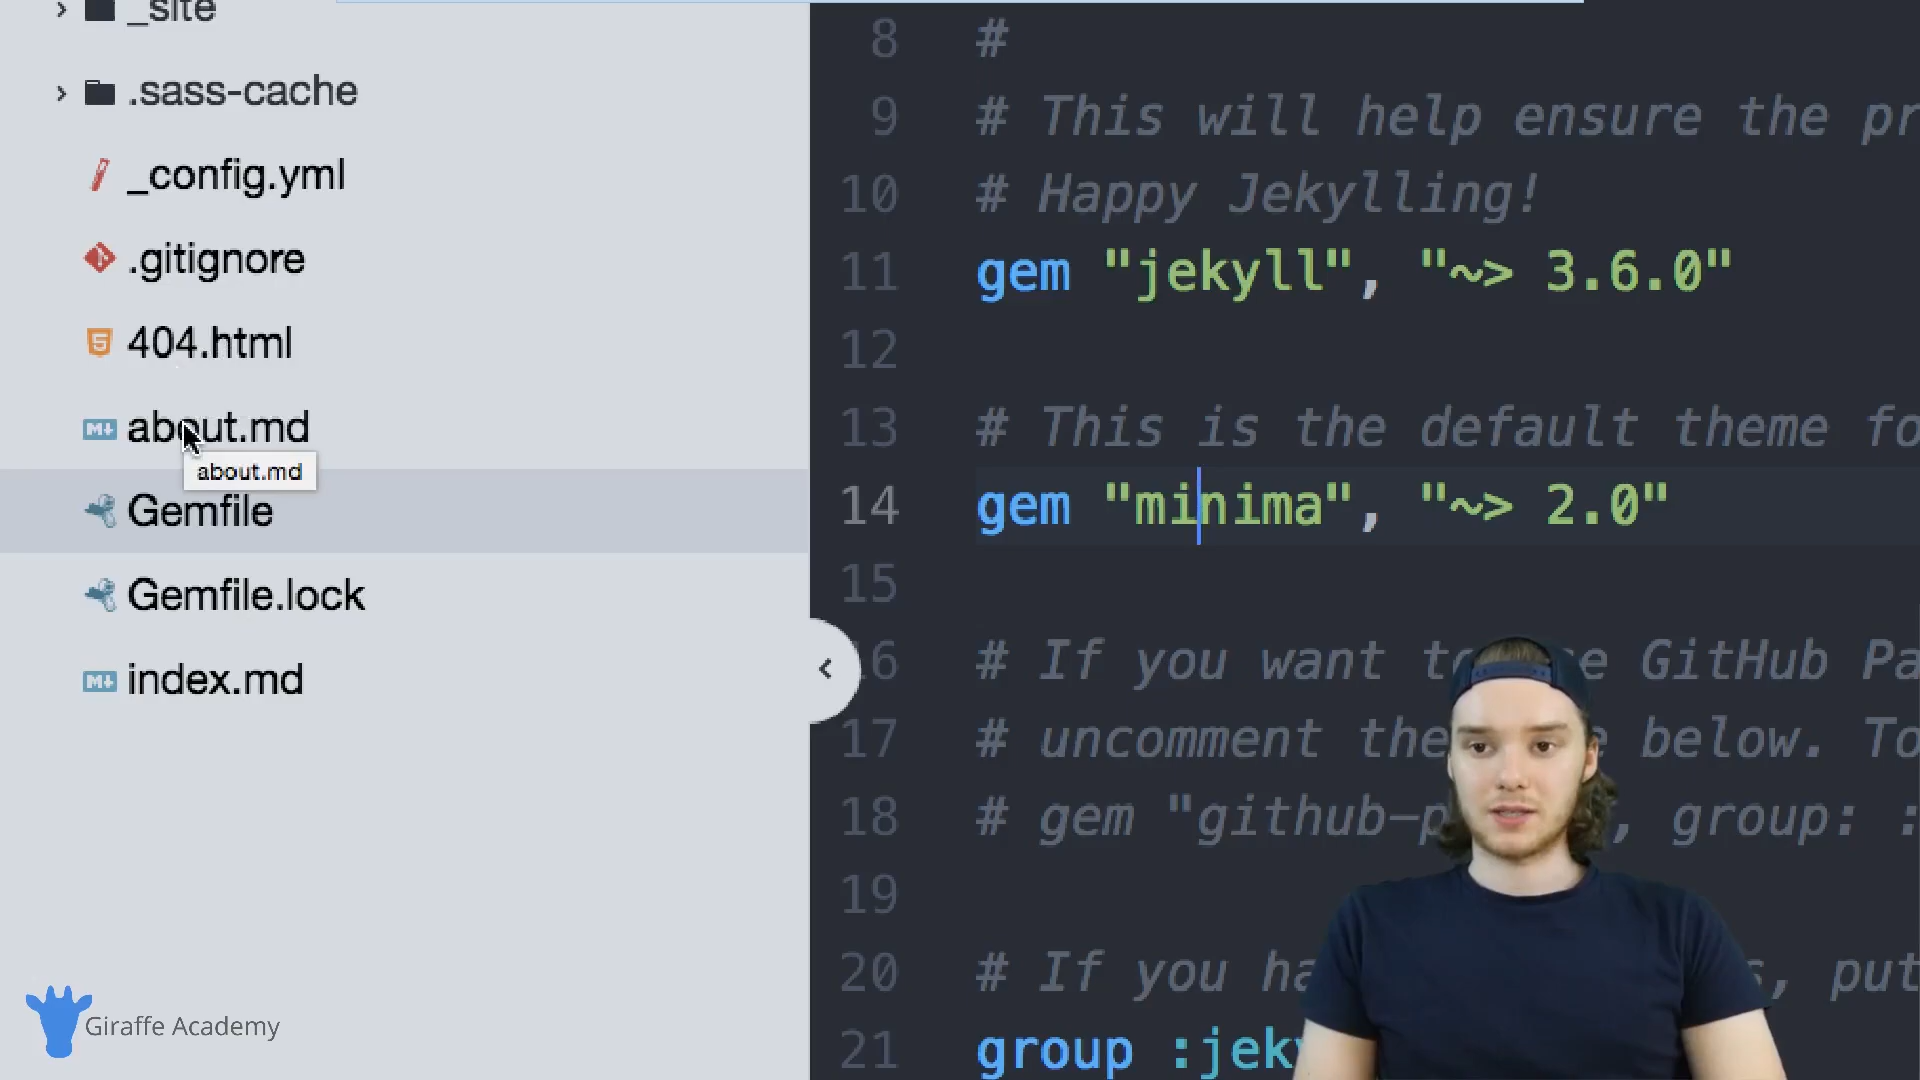 _site
.sass-cache
_config.yml
.gitignore
404.html
about.md
about.md
Gemfile
Gemfile.lock
index.md
Giraffe Academy
8 #
9 # This will help ensure the pr
10 # Happy Jekylling!
11 gem "jekyll", "~> 3.6.0"
12
13 # This is the default theme fo
14 gem "minima", "~> 2.0"
15
16 # If you want to e GitHub Pa
17 # uncomment the e below. To
18 # gem "github-p , group: :
19
20 # If you ha s, put
21 group :jek